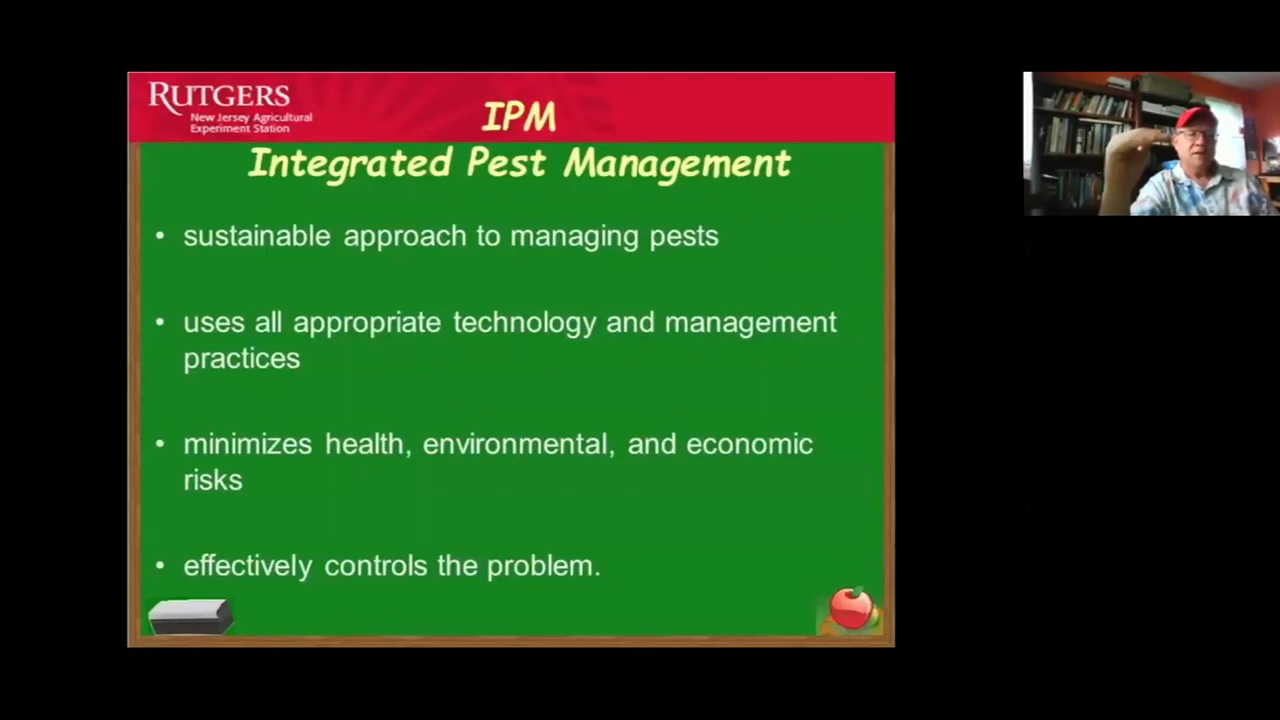 RUTGERS
New Jersey Agricultural
Experiment Station
IPM
Integrated Pest Management
• sustainable approach to managing pests
• uses all appropriate technology and management
practices
• minimizes health, environmental, and economic
risks
• effectively controls the problem.